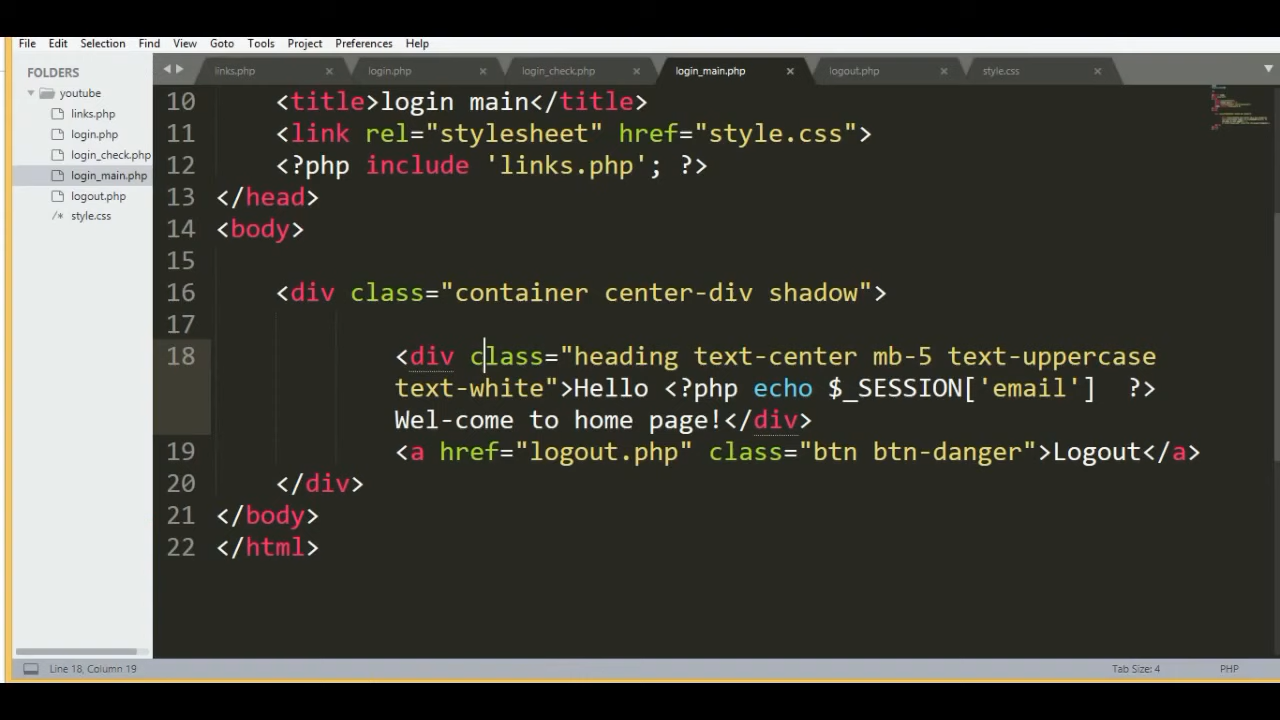 File Edit Selection Find View Goto Tools Project Preferences Help
FOLDERS
youtube
links.php
login.php
login_check.php
login_main.php
logout.php
/* style.css
links.php × login.php × login_check.php × login_main.php × logout.php × style.css ×
10 <title>login main</title>
11 <link rel="stylesheet" href="style.css">
12 <?php include 'links.php'; ?>
13 </head>
14 <body>
15
16 <div class="container center-div shadow">
17
18 <div class="heading text-center mb-5 text-uppercase
text-white">Hello <?php echo $_SESSION['email']  ?>
Wel-come to home page!</div>
19 <a href="logout.php" class="btn btn-danger">Logout</a>
20 </div>
21 </body>
22 </html>
Line 18, Column 19 Tab Size: 4 PHP